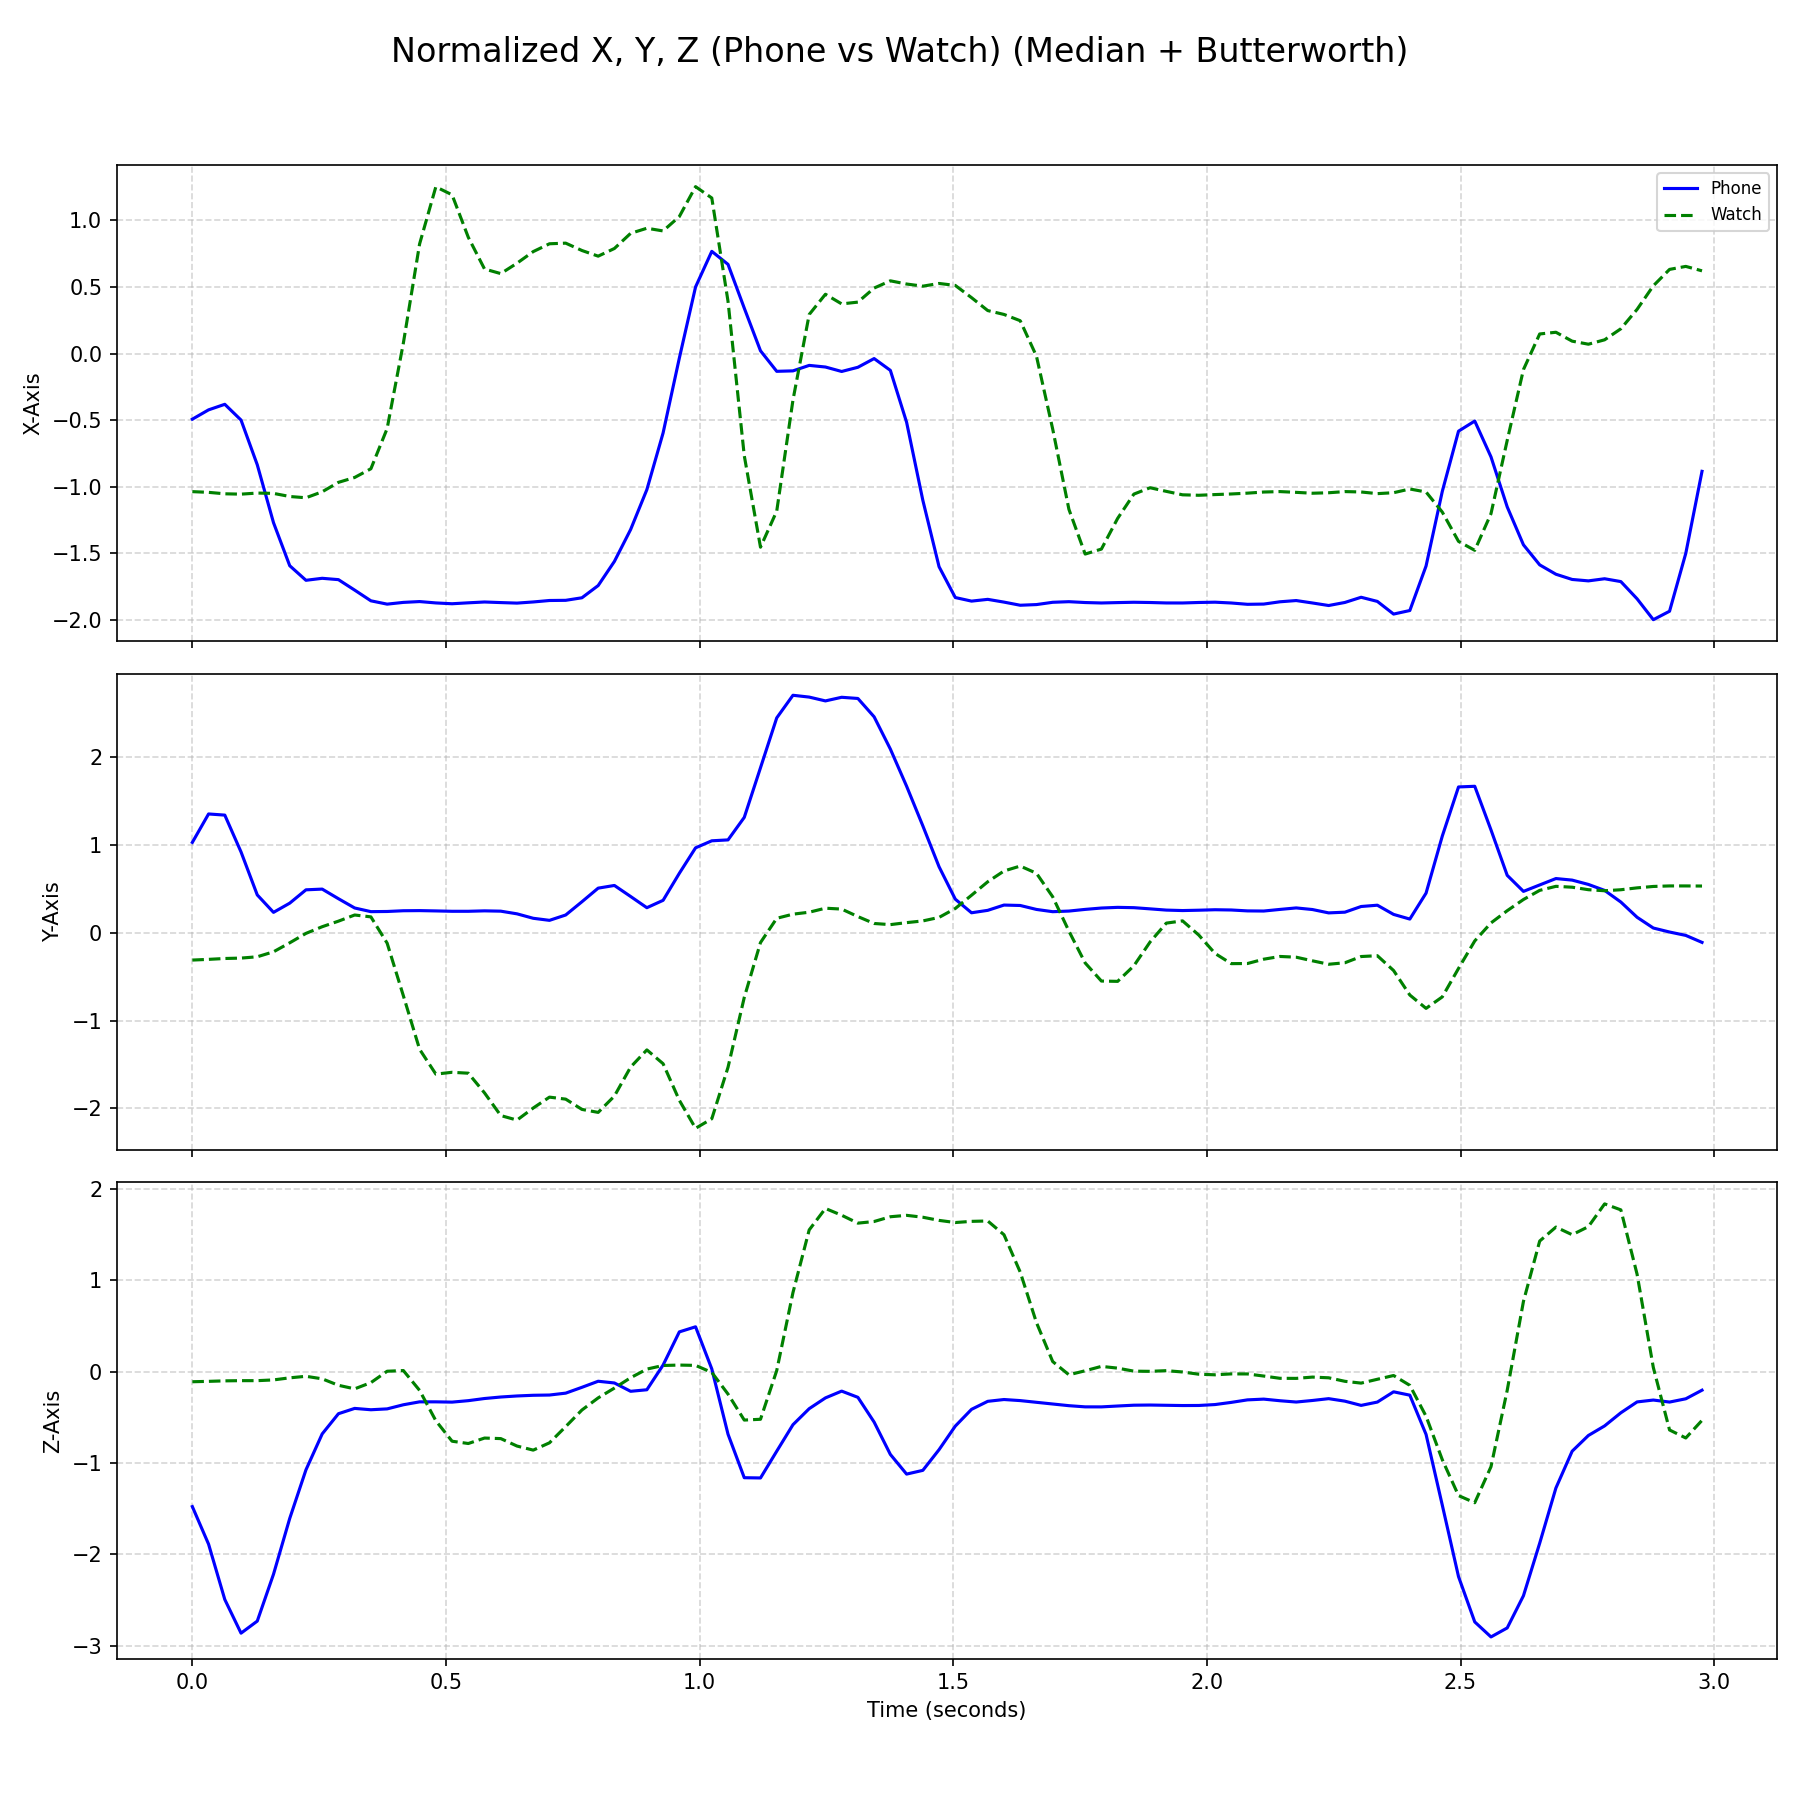 Normalized X, Y, Z (Phone vs Watch) (Median + Butterworth)
Phone
Watch
X-Axis
1.0
0.5
0.0
−0.5
−1.0
−1.5
−2.0
Y-Axis
2
1
0
−1
−2
Z-Axis
2
1
0
−1
−2
−3
0.0 0.5 1.0 1.5 2.0 2.5 3.0
Time (seconds)